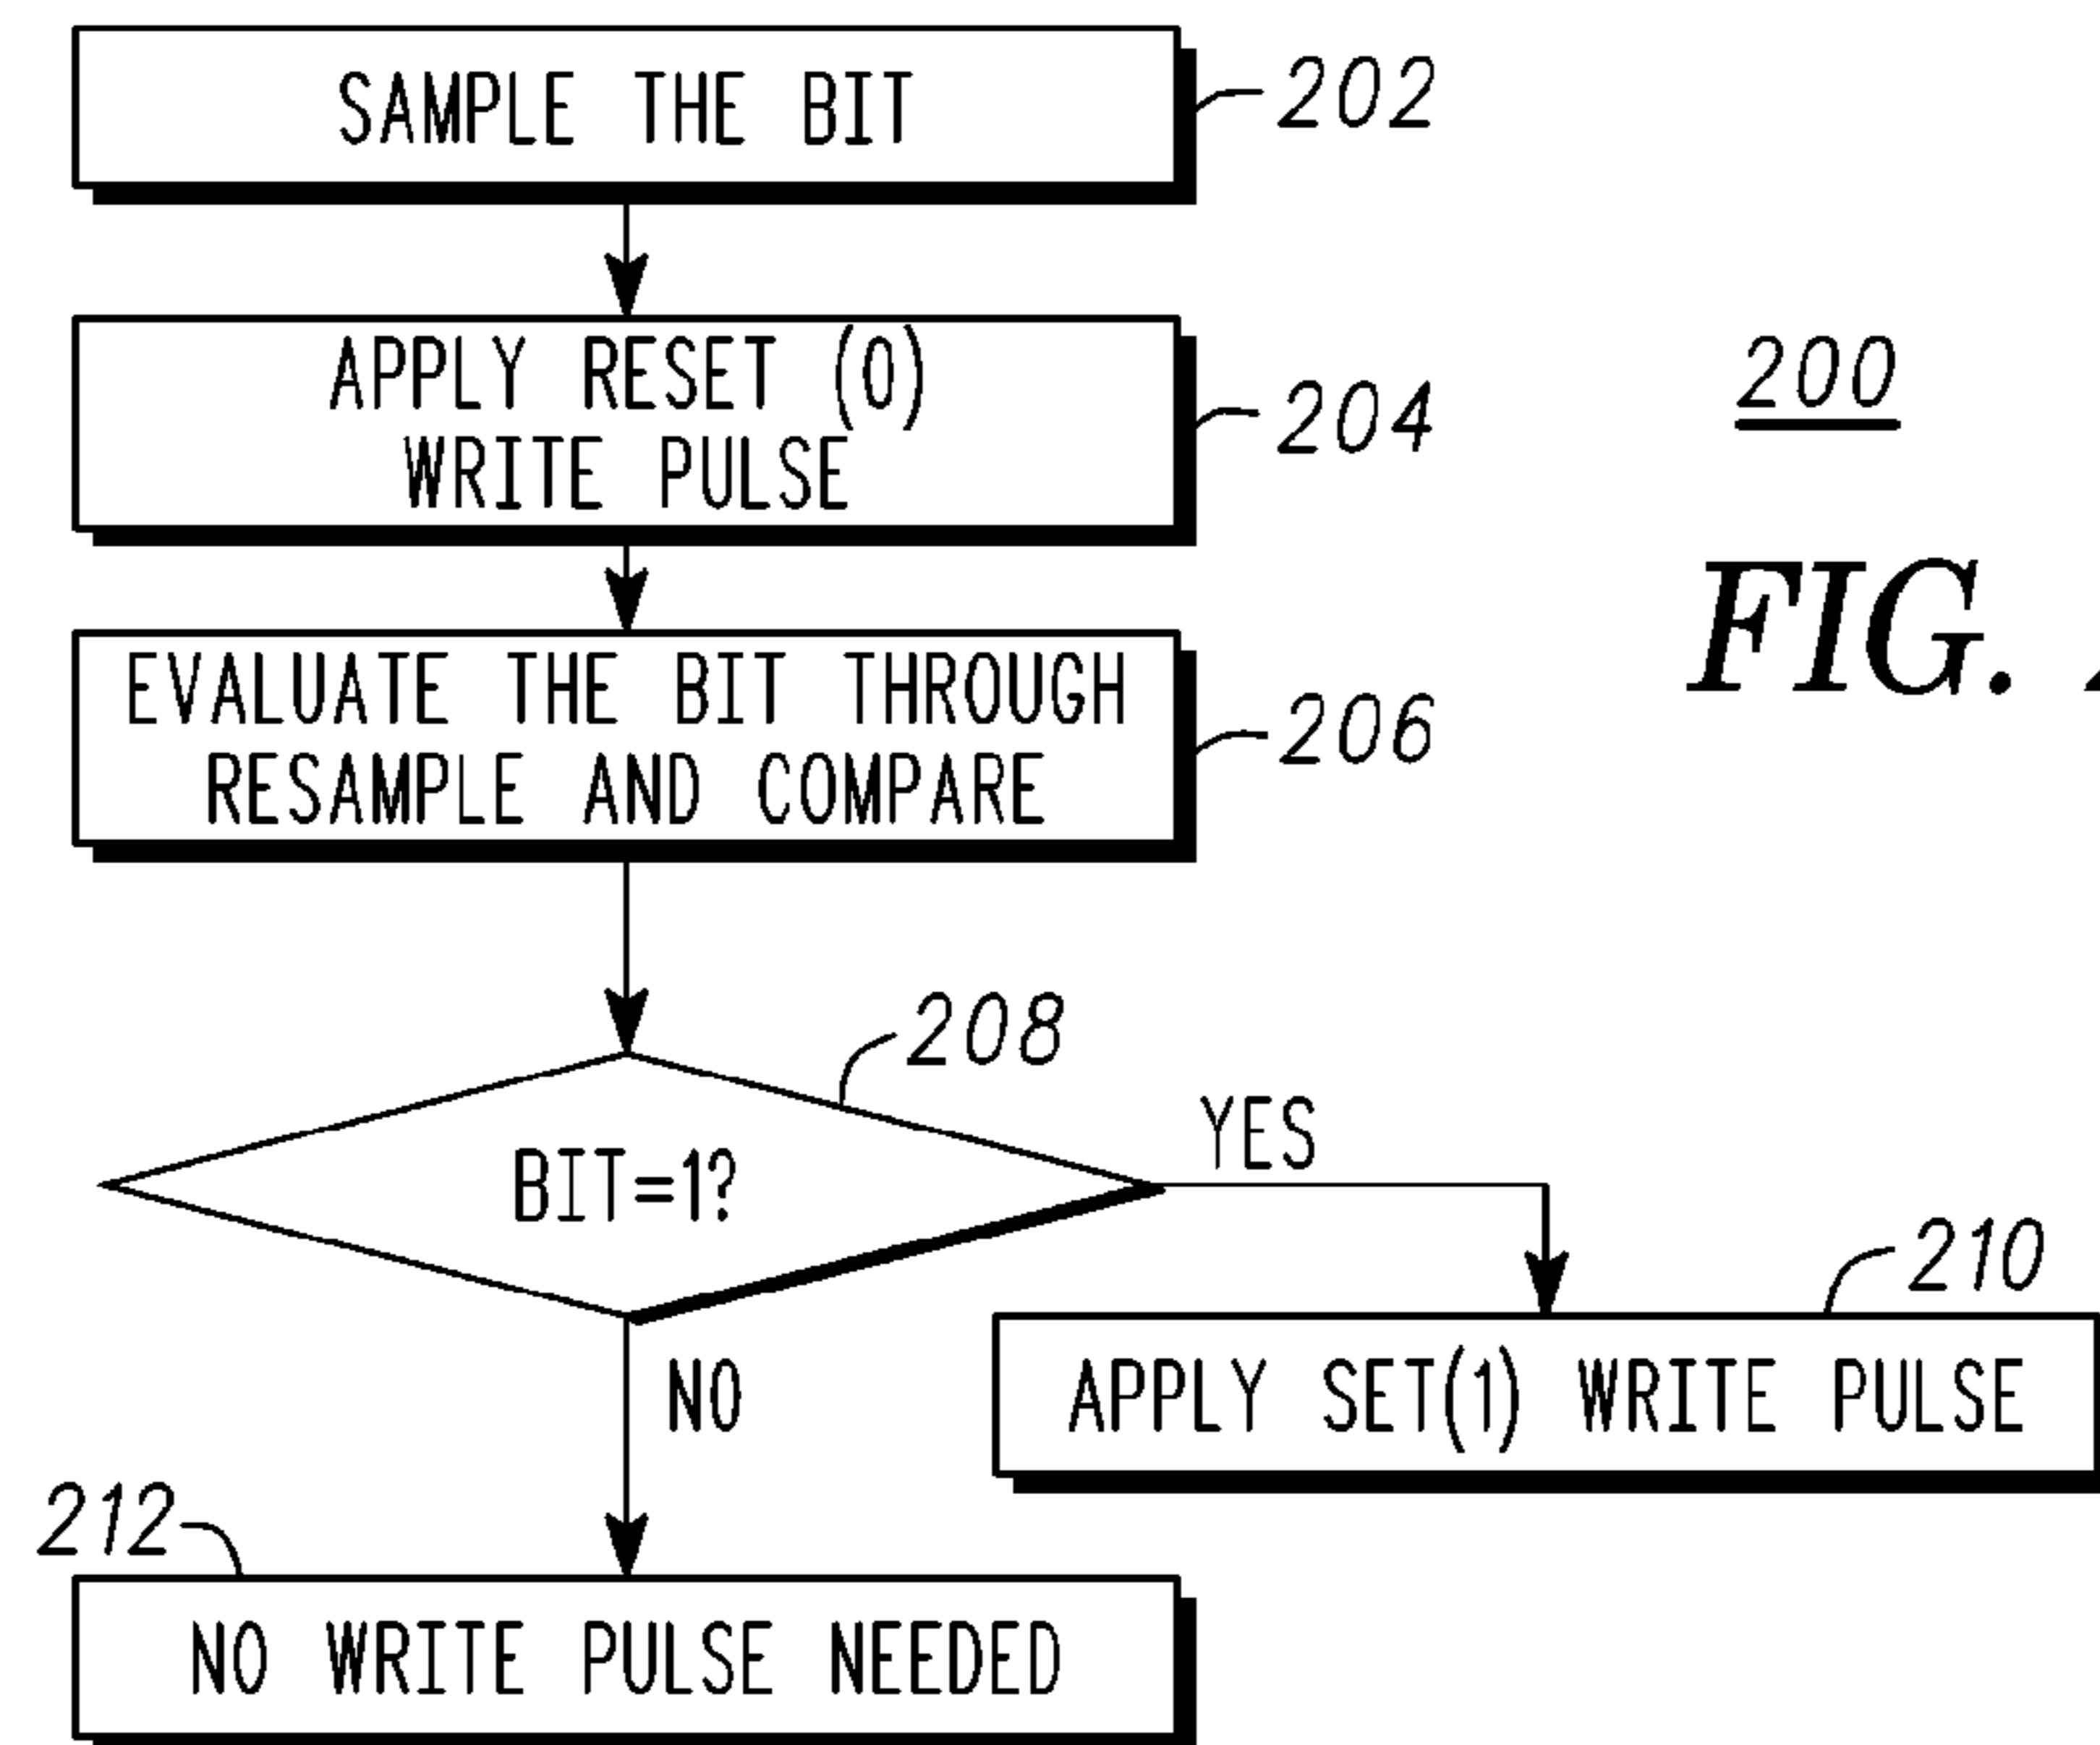 SAMPLE THE BIT
202
APPLY RESET (0)
WRITE PULSE
204
200
EVALUATE THE BIT THROUGH
RESAMPLE AND COMPARE
206
FIG.
208
BIT=1?
YES
NO
210
APPLY SET(1) WRITE PULSE
212
NO WRITE PULSE NEEDED